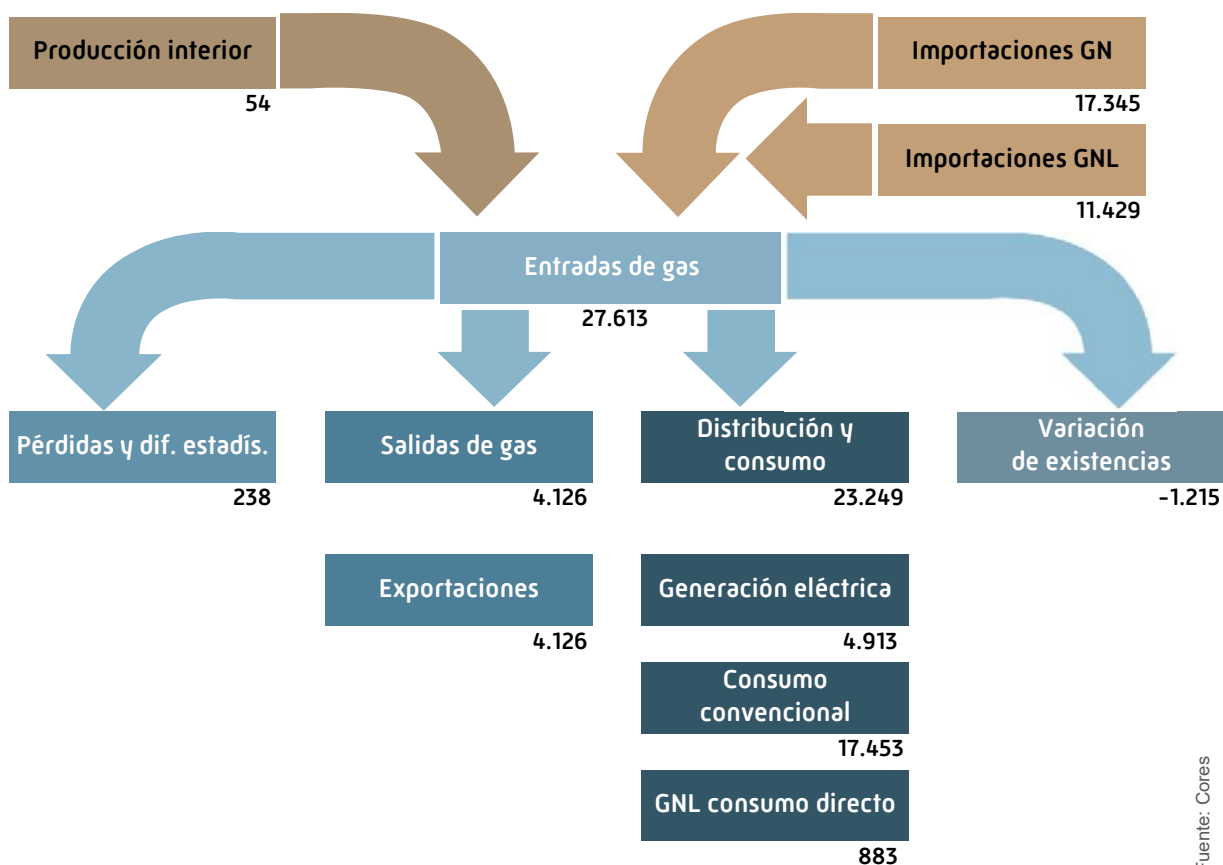 Producción interior
54
Importaciones GN
17.345
Importaciones GNL
11.429
Entradas de gas
27.613
Pérdidas y dif. estadís.
238
Salidas de gas
4.126
Distribución y
consumo
23.249
Variación
de existencias
-1.215
Exportaciones
4.126
Generación eléctrica
4.913
Consumo
convencional
17.453
GNL consumo directo
883
Fuente: Cores